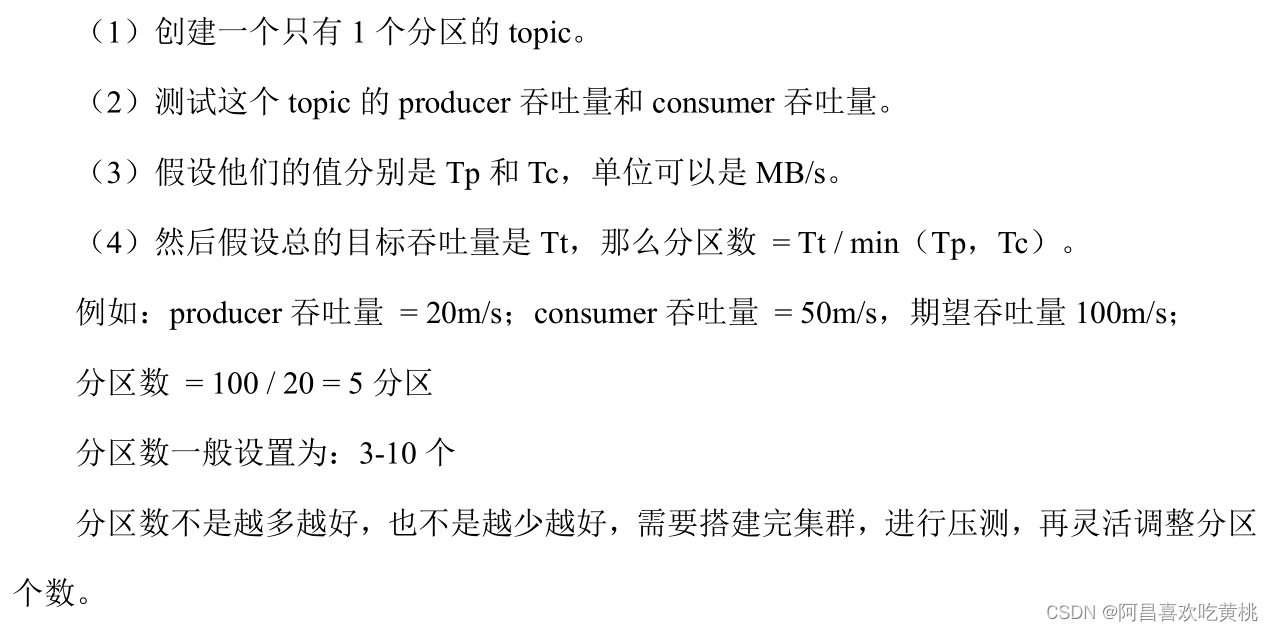 （1）创建一个只有 1 个分区的 topic。
（2）测试这个 topic 的 producer 吞吐量和 consumer 吞吐量。
（3）假设他们的值分别是 Tp 和 Tc，单位可以是 MB/s。
（4）然后假设总的目标吞吐量是 Tt，那么分区数 = Tt / min（Tp，Tc）。
例如：producer 吞吐量 = 20m/s；consumer 吞吐量 = 50m/s，期望吞吐量 100m/s；
分区数 = 100 / 20 = 5 分区
分区数一般设置为：3-10 个
分区数不是越多越好，也不是越少越好，需要搭建完集群，进行压测，再灵活调整分区
个数。
CSDN @阿昌喜欢吃黄桃